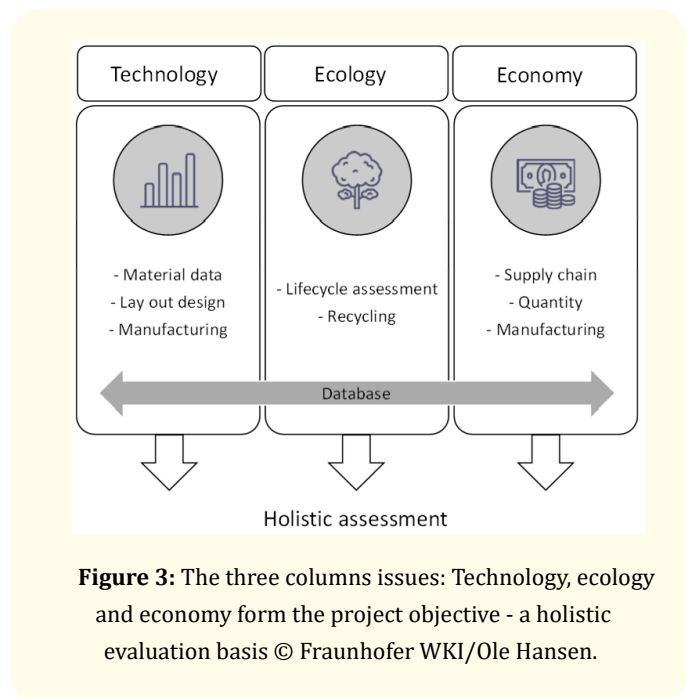 Technology
Ecology
Economy
- Material data
- Lay out design
- Manufacturing
- Lifecycle assessment
- Recycling
- Supply chain
- Quantity
- Manufacturing
Database
Holistic assessment
Figure 3: The three columns issues: Technology, ecology
and economy form the project objective - a holistic
evaluation basis © Fraunhofer WKI/Ole Hansen.